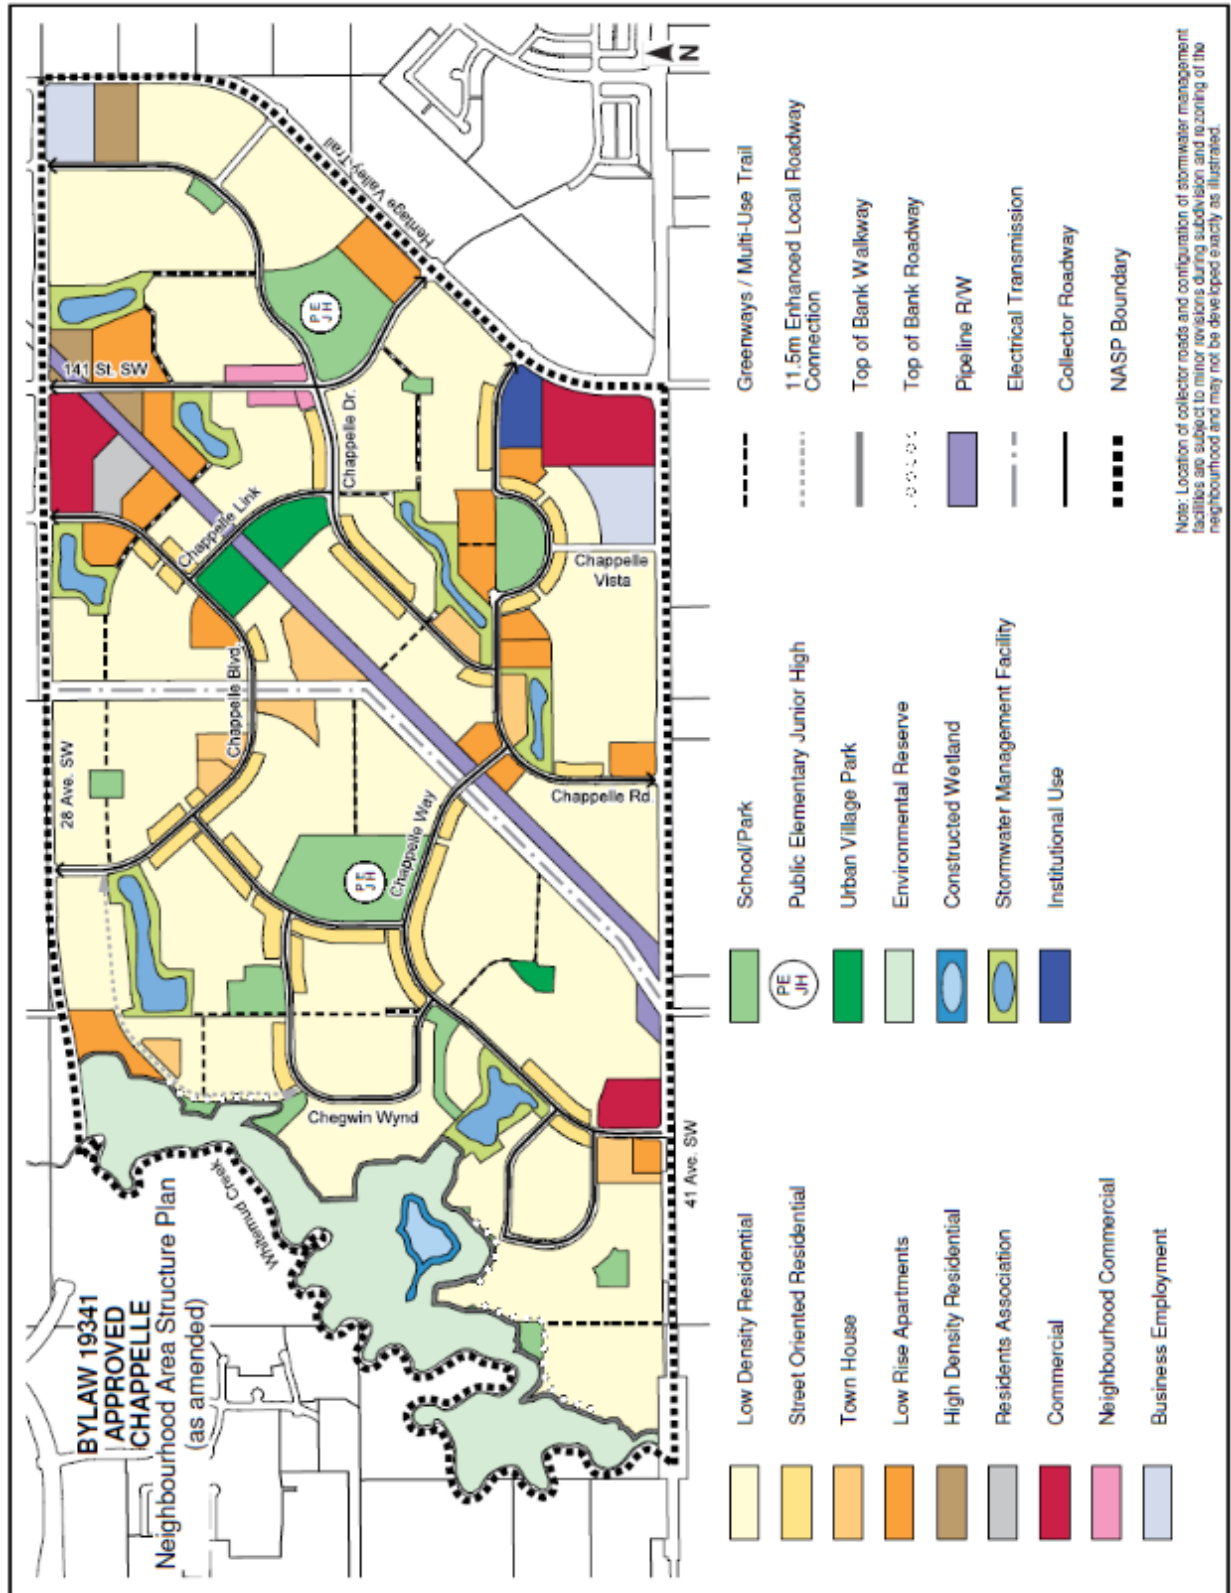 BYLAW 19341
APPROVED
CHAPPELLE
Neighbourhood Area Structure Plan
(as amended)
Whitemud Creek
28 Ave. SW
141 St. SW
Heritage Valley Trail
Chappelle Blvd.
Chappelle Link
Chappelle Dr.
Chappelle Way
Chegwin Wynd
Chappelle Rd.
Chappelle
Vista
41 Ave. SW
PE
JH
PE
JH
N
Low Density Residential
Street Oriented Residential
Town House
Low Rise Apartments
High Density Residential
Residents Association
Commercial
Neighbourhood Commercial
Business Employment
School/Park
PE
JH
Public Elementary Junior High
Urban Village Park
Environmental Reserve
Constructed Wetland
Stormwater Management Facility
Institutional Use
Greenways / Multi-Use Trail
11.5m Enhanced Local Roadway
Connection
Top of Bank Walkway
Top of Bank Roadway
Pipeline R/W
Electrical Transmission
Collector Roadway
NASP Boundary
Note: Location of collector roads and configuration of stormwater management
facilities are subject to minor revisions during subdivision and rezoning of the
neighbourhood and may not be developed exactly as illustrated.